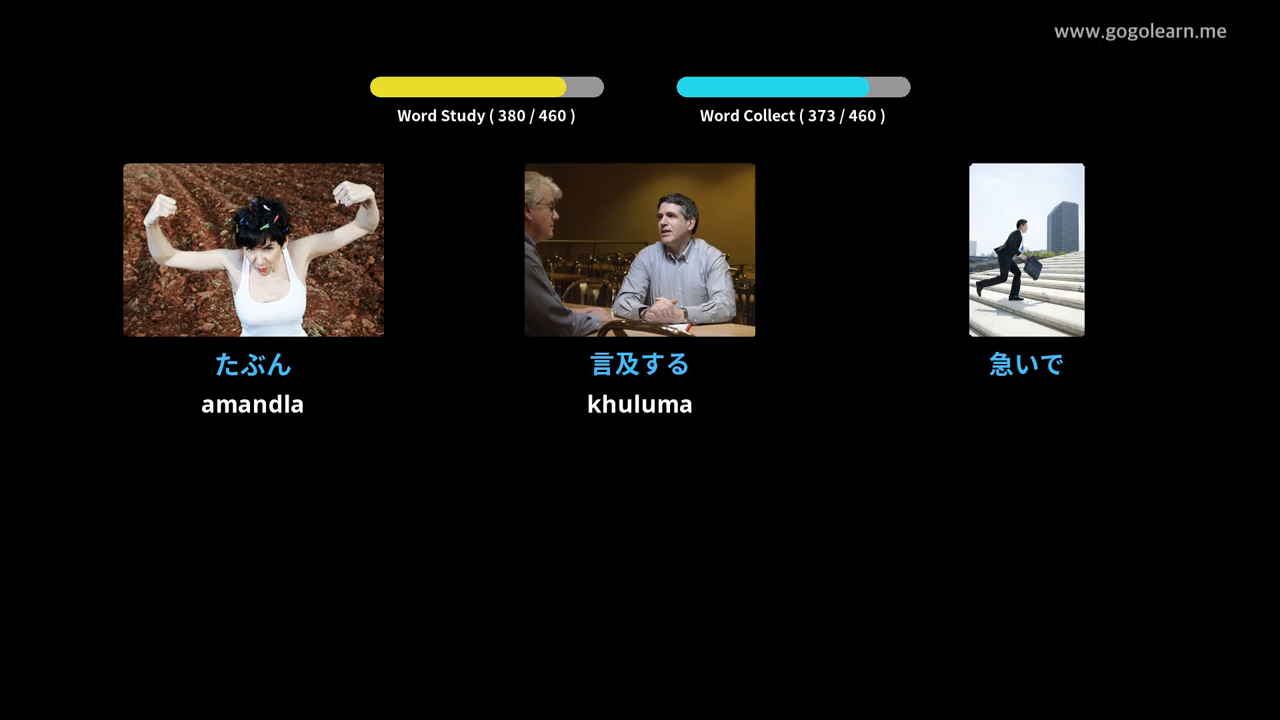 www.gogolearn.me
Word Study ( 380 / 460 )
Word Collect ( 373 / 460 )
たぶん
amandla
言及する
khuluma
急いで